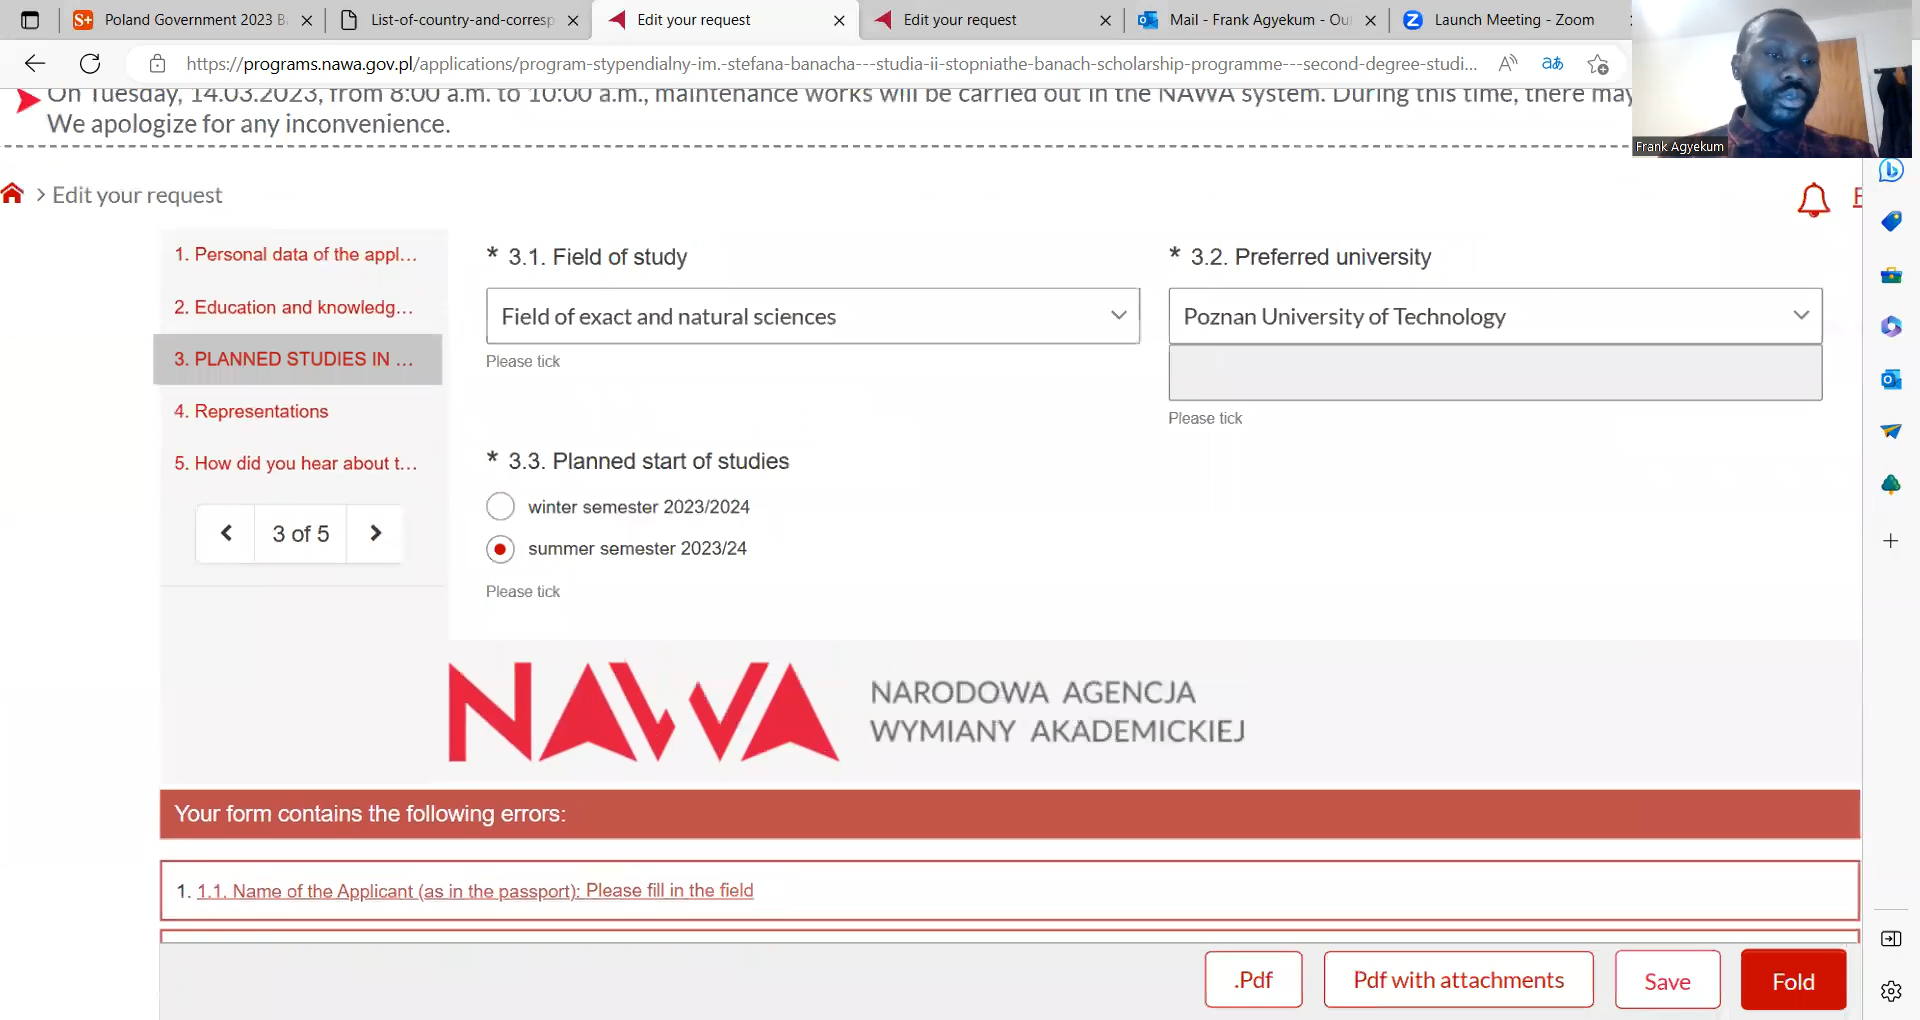 Poland Government 2023 B
List-of-country-and-corresp
Edit your request
Edit your request
Mail - Frank Agyekum - Ou
Launch Meeting - Zoom
https://programs.nawa.gov.pl/applications/program-stypendialny-im.-stefana-banacha---studia-ii-stopniathe-banach-scholarship-programme---second-degree-studi...
On Tuesday, 14.03.2023, from 8:00 a.m. to 10:00 a.m., maintenance works will be carried out in the NAWA system. During this time, there may
We apologize for any inconvenience.
Frank Agyekum
> Edit your request
1. Personal data of the appl...
2. Education and knowledg...
3. PLANNED STUDIES IN ...
4. Representations
5. How did you hear about t...
< 3 of 5 >
* 3.1. Field of study
Field of exact and natural sciences
Please tick
* 3.2. Preferred university
Poznan University of Technology
Please tick
* 3.3. Planned start of studies
winter semester 2023/2024
summer semester 2023/24
Please tick
NAWA
NARODOWA AGENCJA
WYMIANY AKADEMICKIEJ
Your form contains the following errors:
1. 1.1. Name of the Applicant (as in the passport): Please fill in the field
.Pdf
Pdf with attachments
Save
Fold